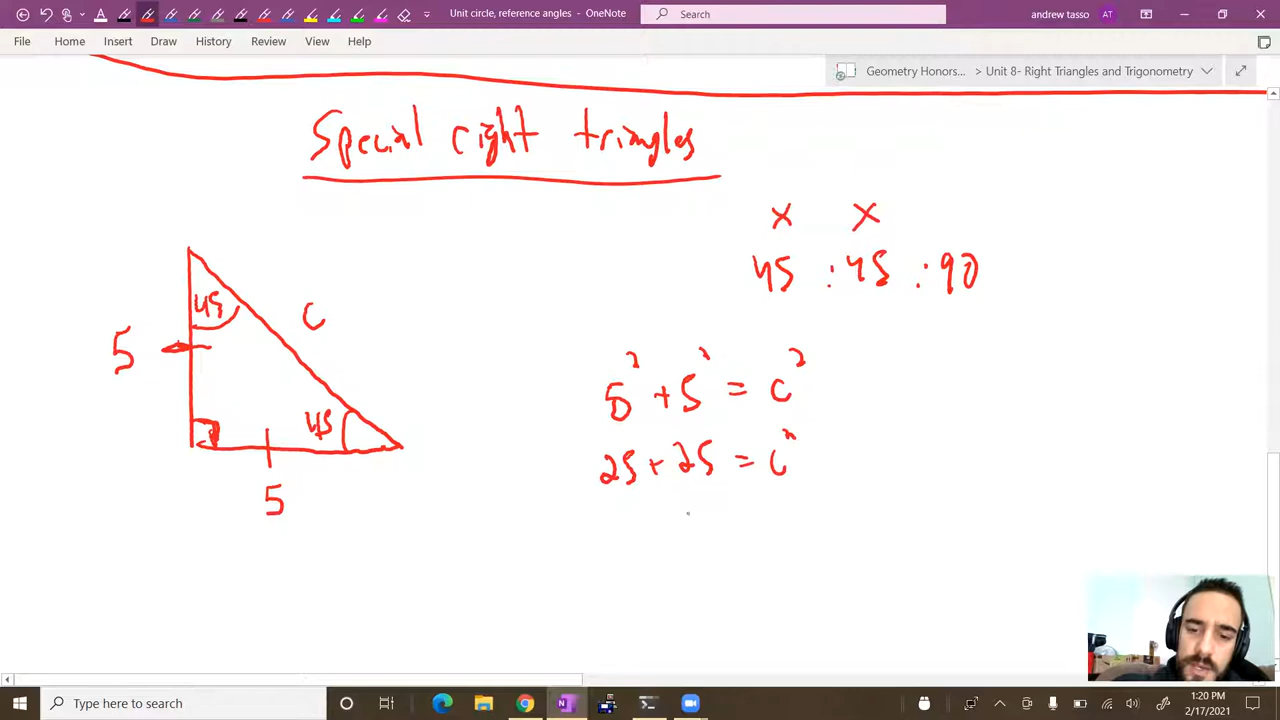 Unit circle, reference angles - OneNote
Search
andrew tasso
AT
File Home Insert Draw History Review View Help
Geometry Honors... > Unit 8- Right Triangles and Trigonometry
Special right triangles
x x
45 : 45 : 90
45
c
5
45
5
5² + 5² = c²
25 + 25 = c²
Type here to search
1:20 PM
2/17/2021